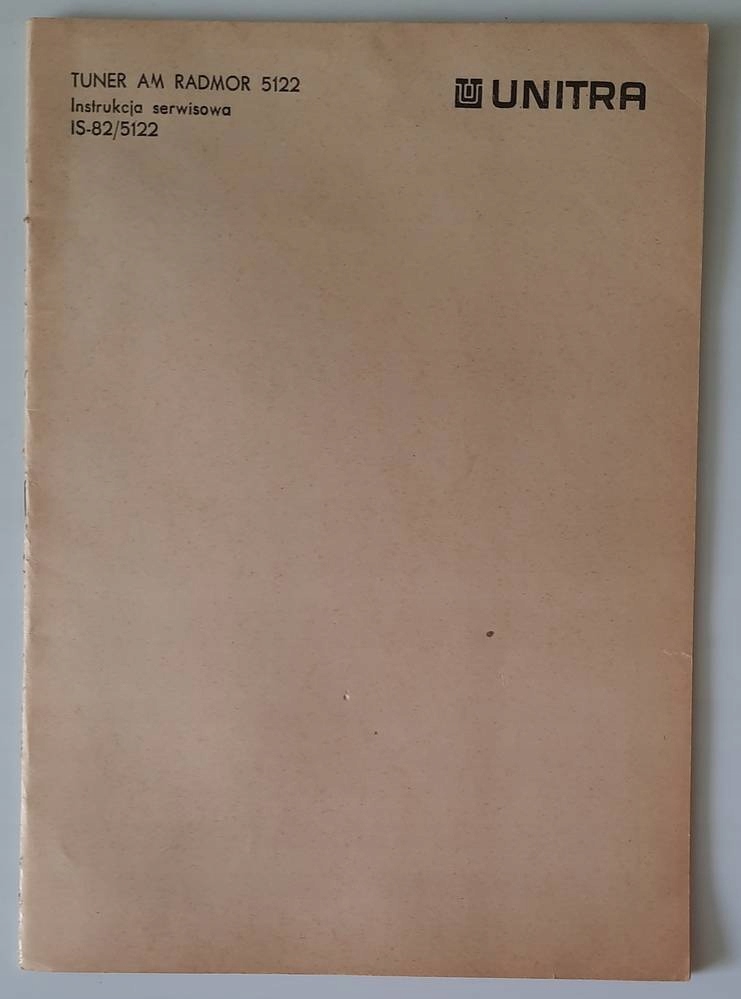 TUNER AM RADMOR 5122
Instrukcja serwisowa
IS-82/5122
UNITRA